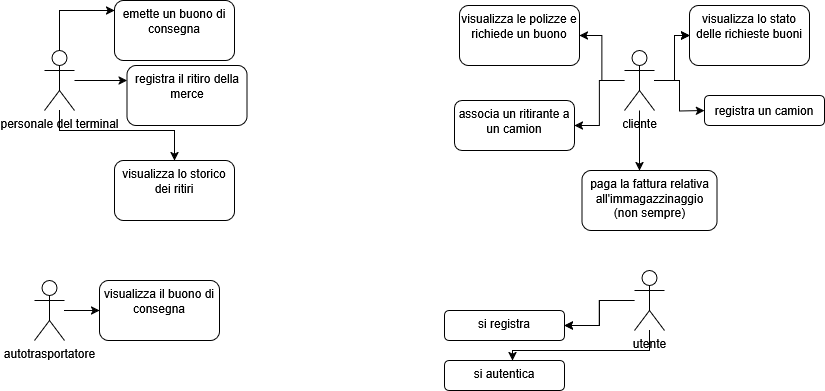 emette un buono di
consegna
registra il ritiro della
merce
personale del terminal
visualizza lo storico
dei ritiri
visualizza le polizze e
richiede un buono
visualizza lo stato
delle richieste buoni
associa un ritirante a
un camion
cliente
registra un camion
paga la fattura relativa
all'immagazzinaggio
(non sempre)
visualizza il buono di
consegna
autotrasportatore
si registra
utente
si autentica